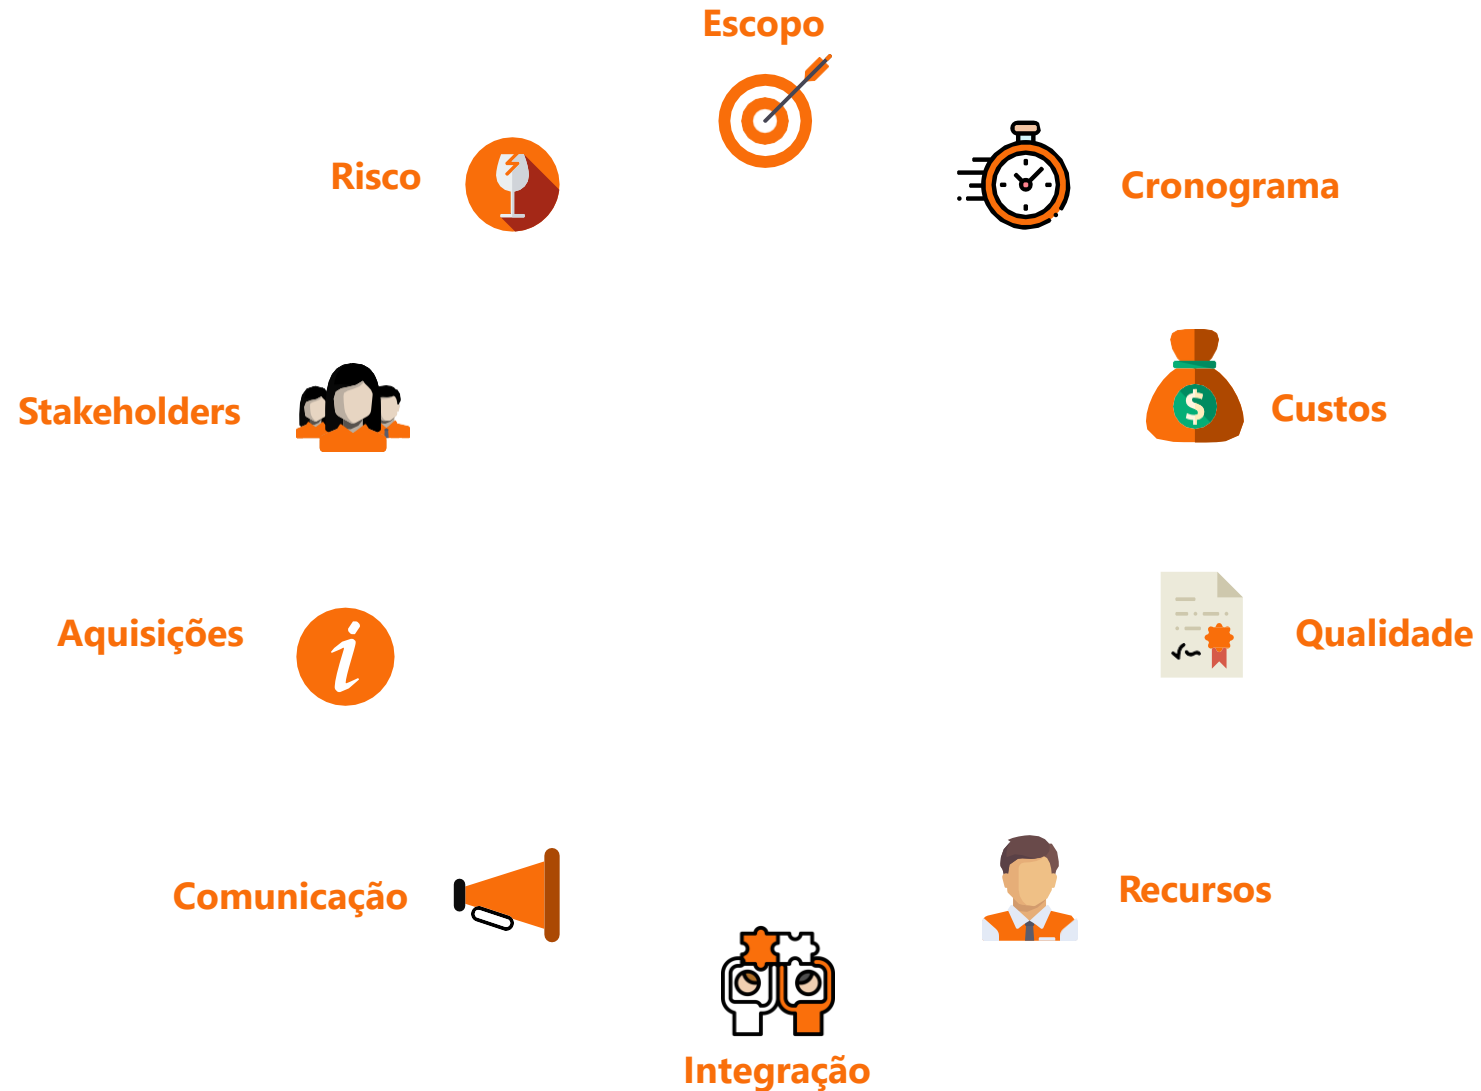 Escopo
Risco
Cronograma
Stakeholders
Custos
$
Aquisições
i
Qualidade
Comunicação
Recursos
Integração